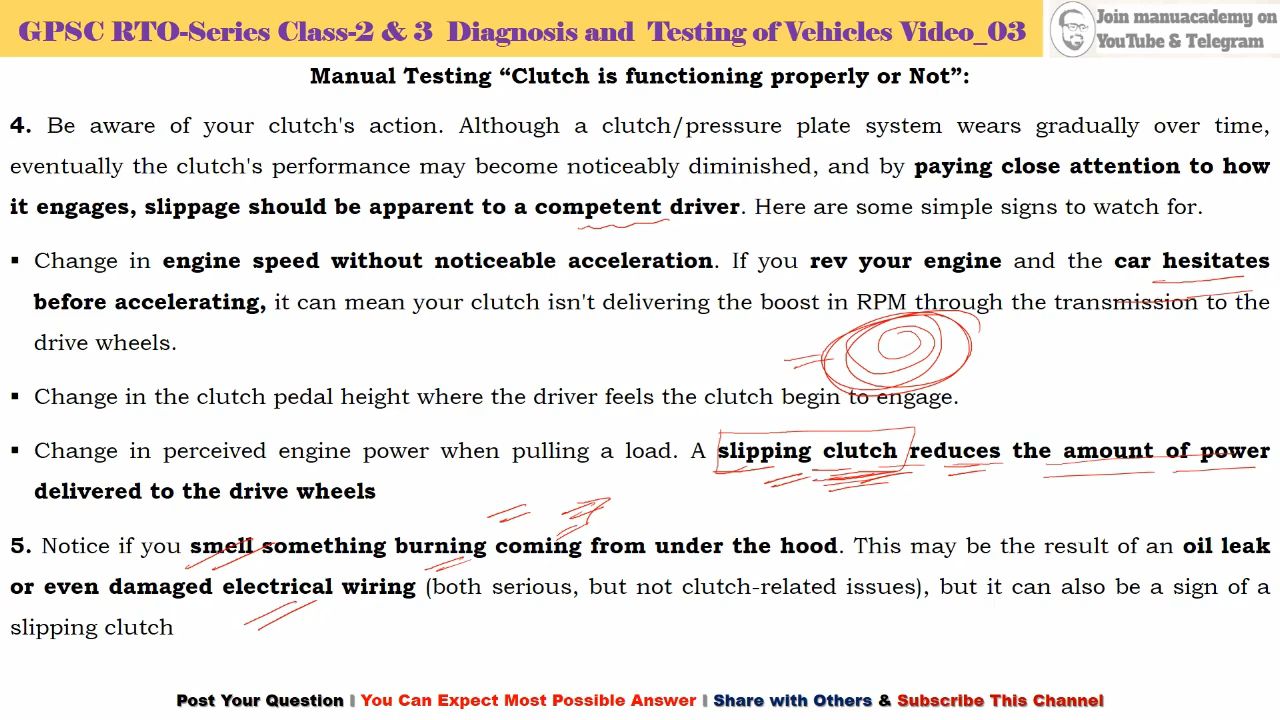 GPSC RTO-Series Class-2 & 3 Diagnosis and Testing of Vehicles Video_03
Join manuacademy on
YouTube & Telegram
Manual Testing “Clutch is functioning properly or Not”:
4. Be aware of your clutch's action. Although a clutch/pressure plate system wears gradually over time,
eventually the clutch's performance may become noticeably diminished, and by paying close attention to how
it engages, slippage should be apparent to a competent driver. Here are some simple signs to watch for.
▪ Change in engine speed without noticeable acceleration. If you rev your engine and the car hesitates
before accelerating, it can mean your clutch isn't delivering the boost in RPM through the transmission to the
drive wheels.
▪ Change in the clutch pedal height where the driver feels the clutch begin to engage.
▪ Change in perceived engine power when pulling a load. A slipping clutch reduces the amount of power
delivered to the drive wheels
5. Notice if you smell something burning coming from under the hood. This may be the result of an oil leak
or even damaged electrical wiring (both serious, but not clutch-related issues), but it can also be a sign of a
slipping clutch
Post Your Question | You Can Expect Most Possible Answer | Share with Others & Subscribe This Channel